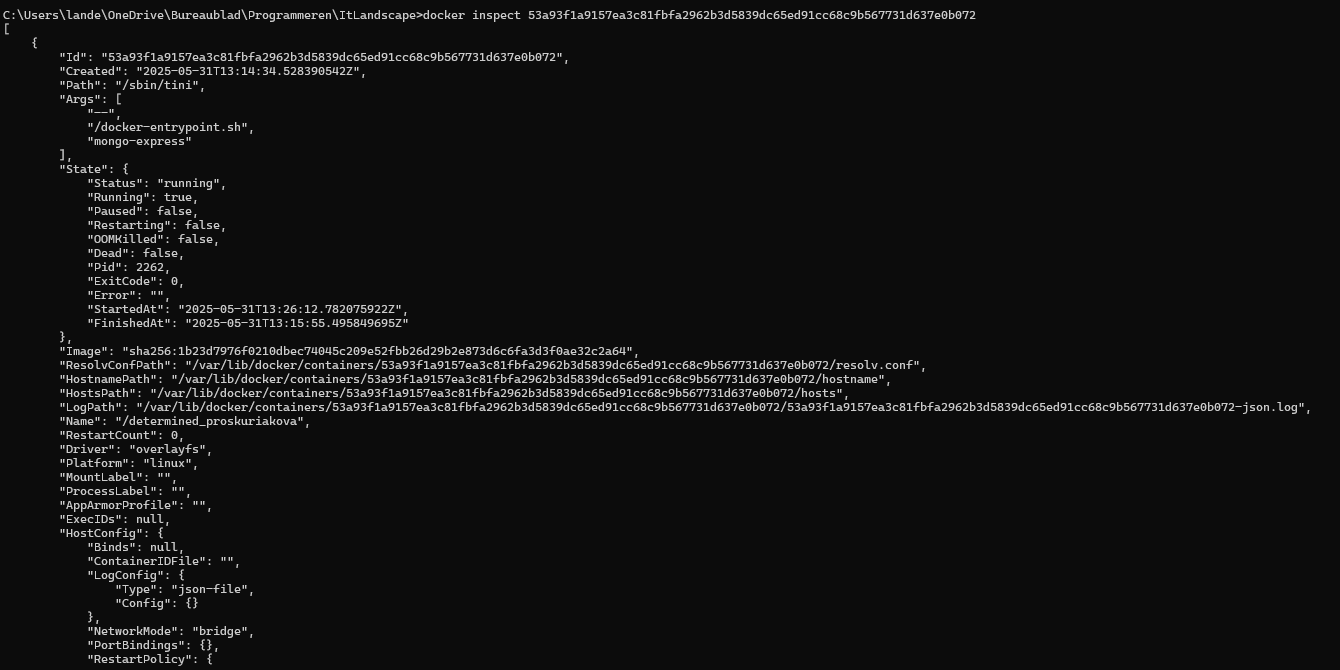 C:\Users\lande\OneDrive\Bureaublad\Programmeren\ItLandscape>docker inspect 53a93f1a9157ea3c81fbfa2962b3d5839dc65ed91cc68c9b567731d637e0b072
[
    {
        "Id": "53a93f1a9157ea3c81fbfa2962b3d5839dc65ed91cc68c9b567731d637e0b072",
        "Created": "2025-05-31T13:14:34.528390542Z",
        "Path": "/sbin/tini",
        "Args": [
            "--",
            "/docker-entrypoint.sh",
            "mongo-express"
        ],
        "State": {
            "Status": "running",
            "Running": true,
            "Paused": false,
            "Restarting": false,
            "OOMKilled": false,
            "Dead": false,
            "Pid": 2262,
            "ExitCode": 0,
            "Error": "",
            "StartedAt": "2025-05-31T13:26:12.782075922Z",
            "FinishedAt": "2025-05-31T13:15:55.495849695Z"
        },
        "Image": "sha256:1b23d7976f0210dbec74045c209e52fbb26d29b2e873d6c6fa3d3f0ae32c2a64",
        "ResolvConfPath": "/var/lib/docker/containers/53a93f1a9157ea3c81fbfa2962b3d5839dc65ed91cc68c9b567731d637e0b072/resolv.conf",
        "HostnamePath": "/var/lib/docker/containers/53a93f1a9157ea3c81fbfa2962b3d5839dc65ed91cc68c9b567731d637e0b072/hostname",
        "HostsPath": "/var/lib/docker/containers/53a93f1a9157ea3c81fbfa2962b3d5839dc65ed91cc68c9b567731d637e0b072/hosts",
        "LogPath": "/var/lib/docker/containers/53a93f1a9157ea3c81fbfa2962b3d5839dc65ed91cc68c9b567731d637e0b072/53a93f1a9157ea3c81fbfa2962b3d5839dc65ed91cc68c9b567731d637e0b072-json.log",
        "Name": "/determined_proskuriakova",
        "RestartCount": 0,
        "Driver": "overlayfs",
        "Platform": "linux",
        "MountLabel": "",
        "ProcessLabel": "",
        "AppArmorProfile": "",
        "ExecIDs": null,
        "HostConfig": {
            "Binds": null,
            "ContainerIDFile": "",
            "LogConfig": {
                "Type": "json-file",
                "Config": {}
            },
            "NetworkMode": "bridge",
            "PortBindings": {},
            "RestartPolicy": {